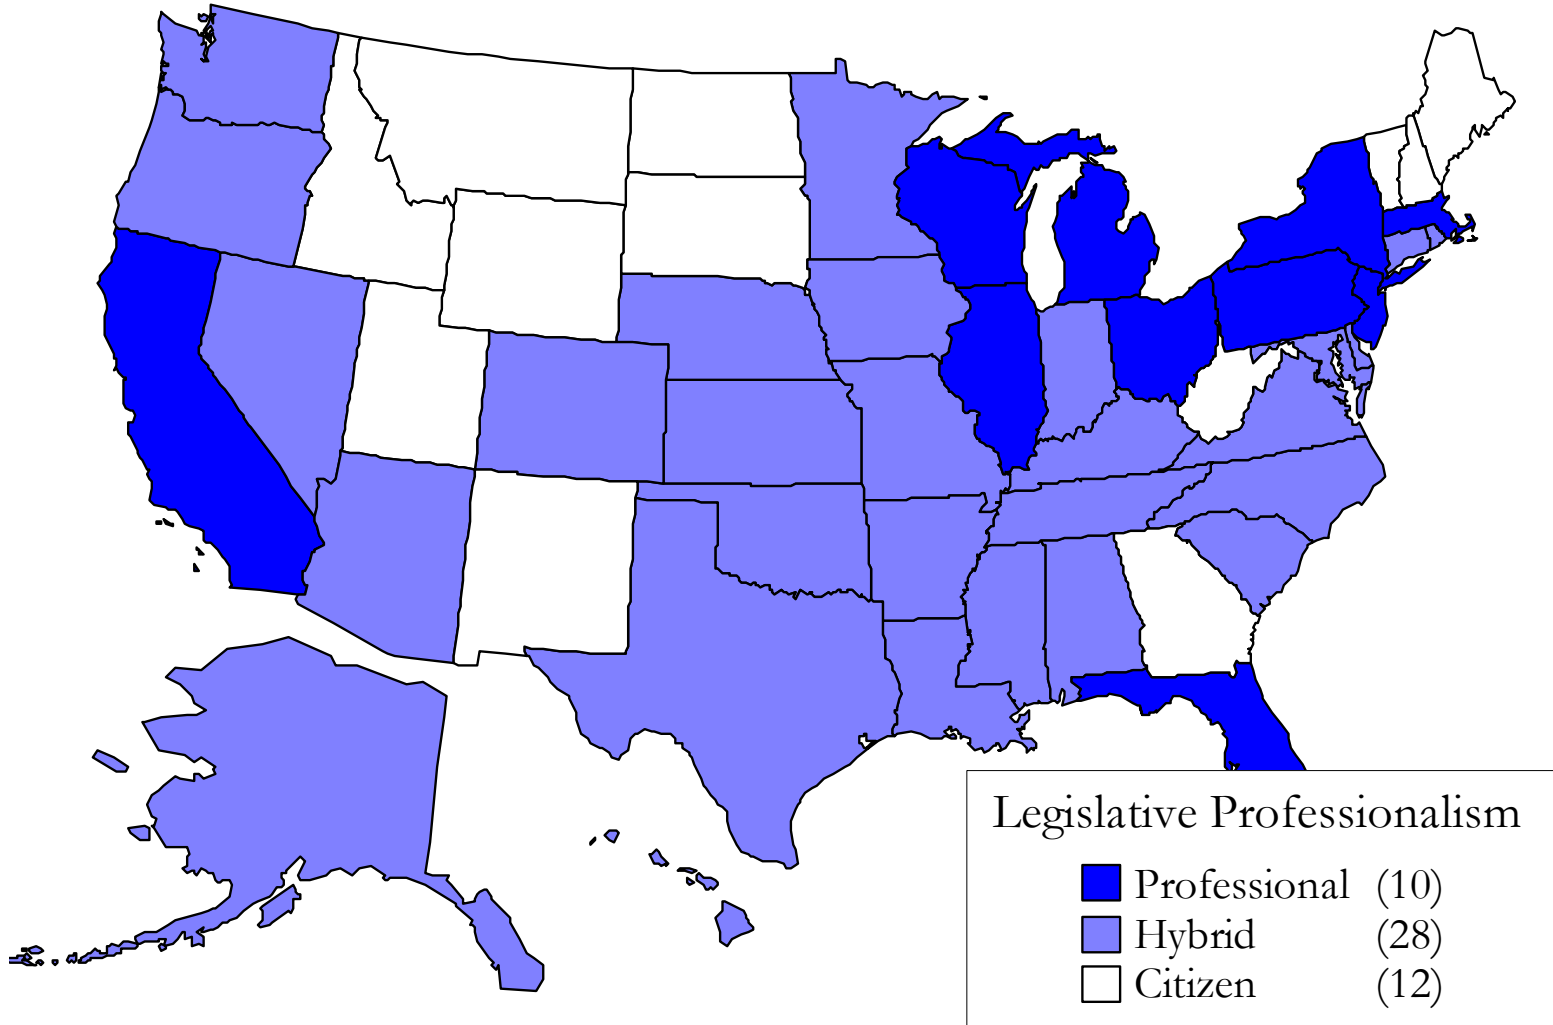 Legislative Professionalism
Professional (10)
Hybrid (28)
Citizen (12)